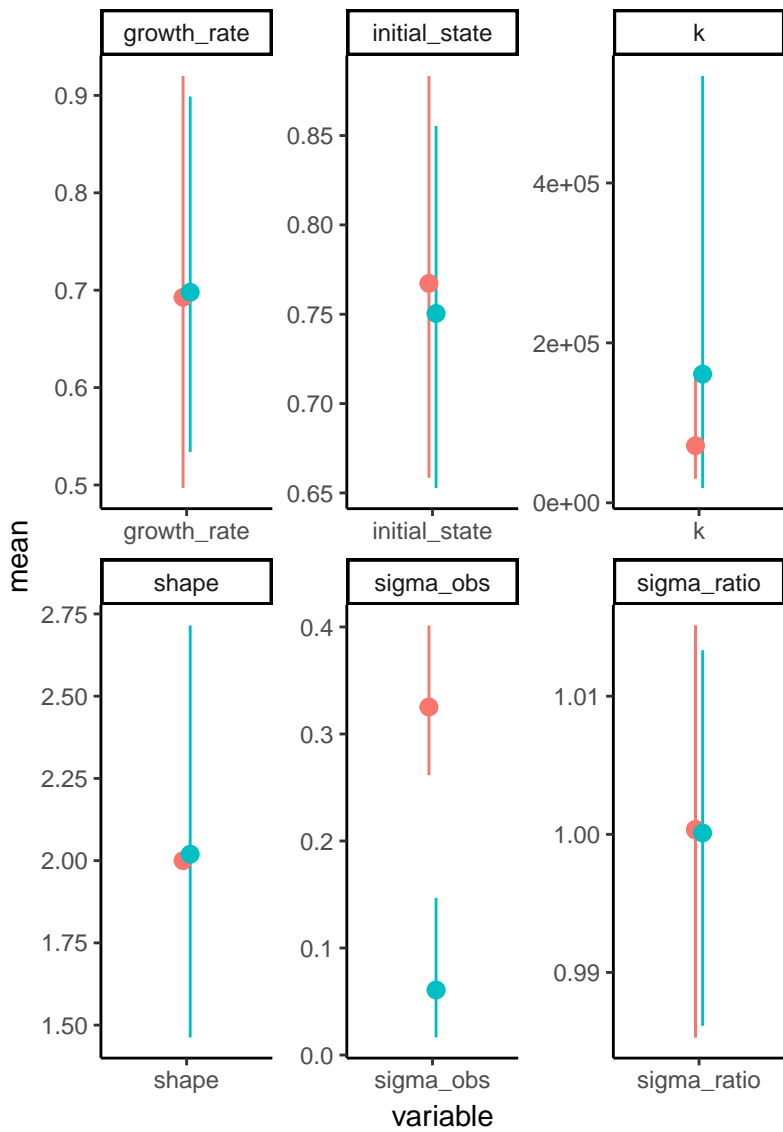 growth_rate initial_state k
0.9
0.8
0.7
0.6
0.5
0.85
0.80
0.75
0.70
0.65
4e+05
2e+05
0e+00
growth_rate initial_state k
mean
shape sigma_obs sigma_ratio
2.75
2.50
2.25
2.00
1.75
1.50
0.4
0.3
0.2
0.1
0.0
1.01
1.00
0.99
shape sigma_obs sigma_ratio
variable